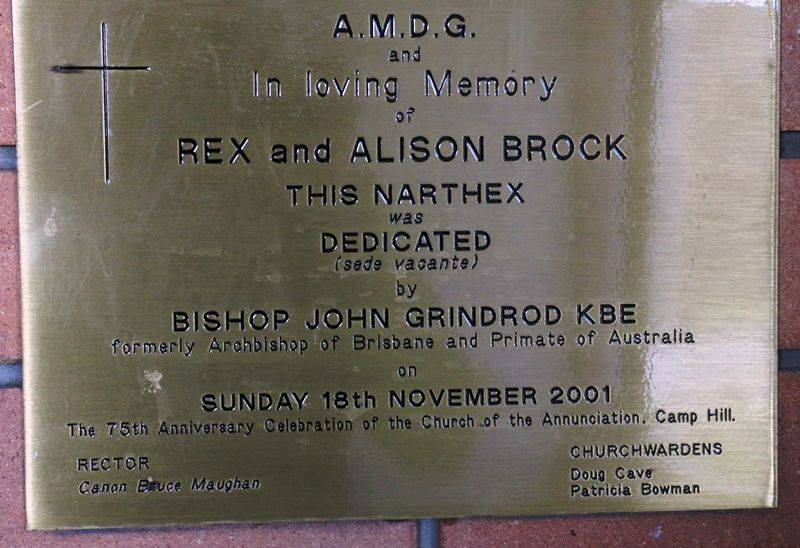 A.M.D.G.
and
In loving Memory
of
REX and ALISON BROCK
THIS NARTHEX
was
DEDICATED
(sede vacante)
by
BISHOP JOHN GRINDROD KBE
formerly Archbishop of Brisbane and Primate of Australia
on
SUNDAY 18th NOVEMBER 2001
The 75th Anniversary Celebration of the Church of the Annunciation, Camp Hill.
RECTOR
Canon Bruce Maughan
CHURCHWARDENS
Doug Cave
Patricia Bowman